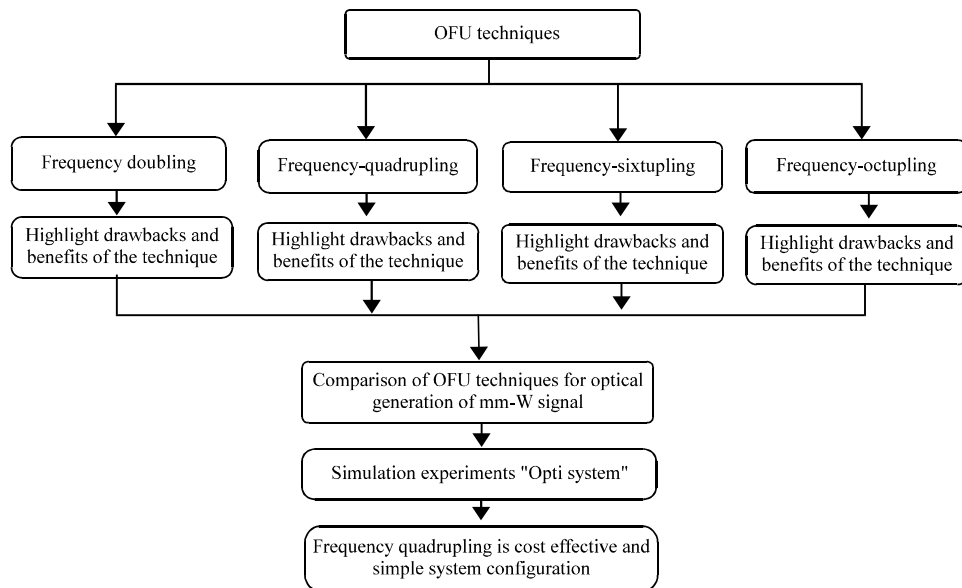 OFU techniques
Frequency doubling
Frequency-quadrupling
Frequency-sixtupling
Frequency-octupling
Highlight drawbacks and
benefits of the technique
Highlight drawbacks and
benefits of the technique
Highlight drawbacks and
benefits of the technique
Highlight drawbacks and
benefits of the technique
Comparison of OFU techniques for optical
generation of mm-W signal
Simulation experiments "Opti system"
Frequency quadrupling is cost effective and
simple system configuration